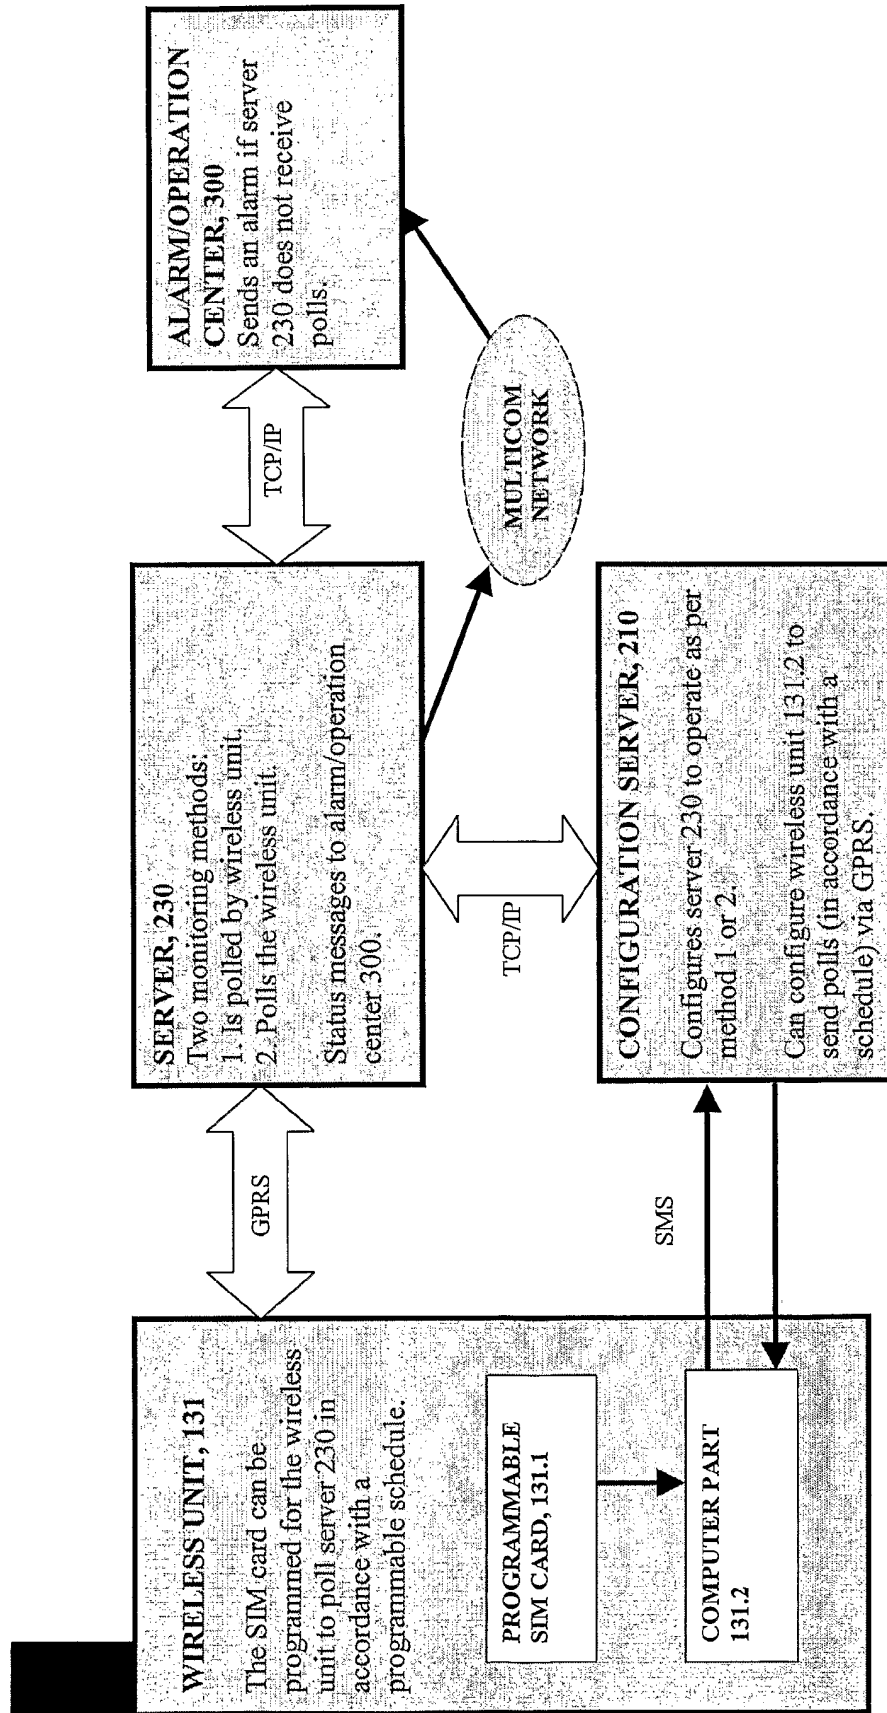 WIRELESS UNIT, 131
The SIM card can be
programmed for the wireless
unit to poll server 230 in
accordance with a
programmable schedule.
PROGRAMMABLE
SIM CARD, 131.1
COMPUTER PART
131.2
GPRS
SMS
SERVER, 230
Two monitoring methods:
1. Is polled by wireless unit.
2. Polls the wireless unit.
Status messages to alarm/operation
center 300.
TCP/IP
CONFIGURATION SERVER, 210
Configures server 230 to operate as per
method 1 or 2.
Can configure wireless unit 131.2 to
send polls (in accordance with a
schedule) via GPRS.
TCP/IP
MULTICOM
NETWORK
ALARM/OPERATION
CENTER, 300
Sends an alarm if server
230 does not receive
polls.